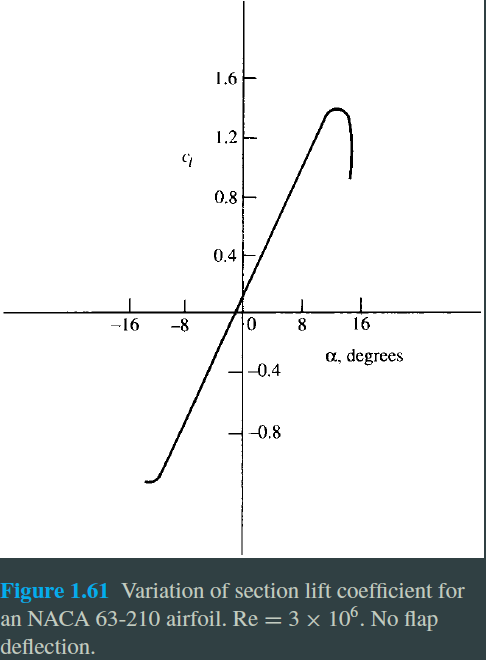 1.6
1.2
c_l
0.8
0.4
–16 –8 0 8 16
α, degrees
–0.4
–0.8
Figure 1.61 Variation of section lift coefficient for
an NACA 63-210 airfoil. Re = 3 × 10⁶. No flap
deflection.